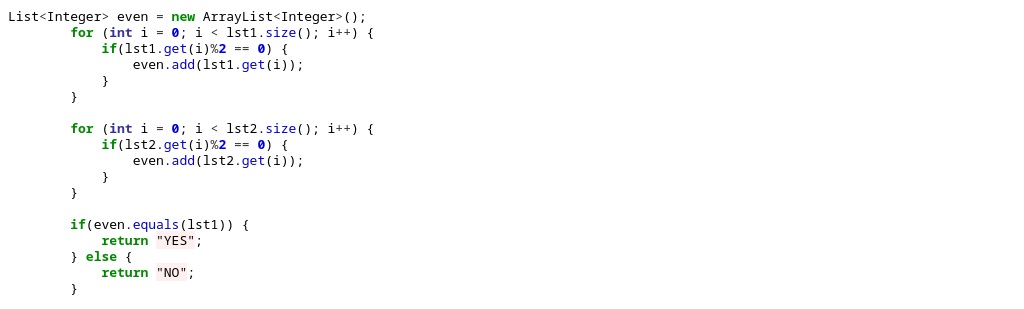 List<Integer> even = new ArrayList<Integer>();
        for (int i = 0; i < lst1.size(); i++) {
            if(lst1.get(i)%2 == 0) {
                even.add(lst1.get(i));
            }
        }

        for (int i = 0; i < lst2.size(); i++) {
            if(lst2.get(i)%2 == 0) {
                even.add(lst2.get(i));
            }
        }

        if(even.equals(lst1)) {
            return "YES";
        } else {
            return "NO";
        }